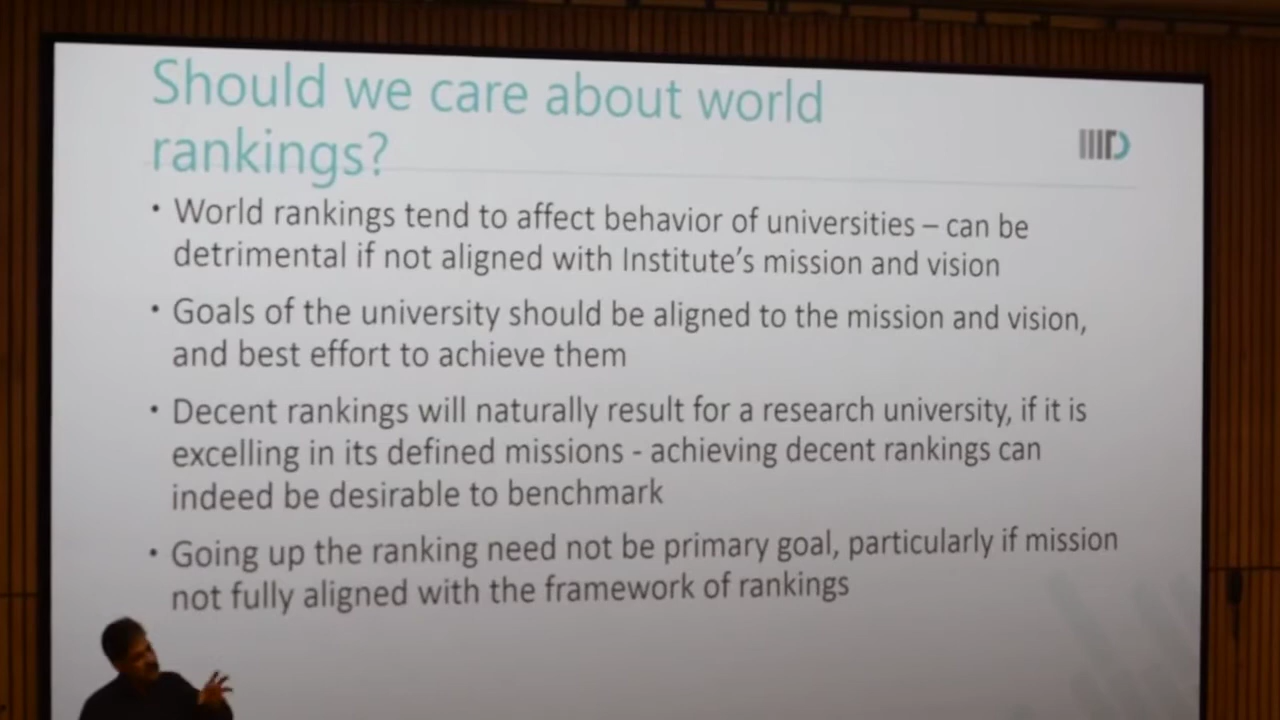 Should we care about world
rankings?
IIITD
• World rankings tend to affect behavior of universities – can be
detrimental if not aligned with Institute's mission and vision
• Goals of the university should be aligned to the mission and vision,
and best effort to achieve them
• Decent rankings will naturally result for a research university, if it is
excelling in its defined missions - achieving decent rankings can
indeed be desirable to benchmark
• Going up the ranking need not be primary goal, particularly if mission
not fully aligned with the framework of rankings